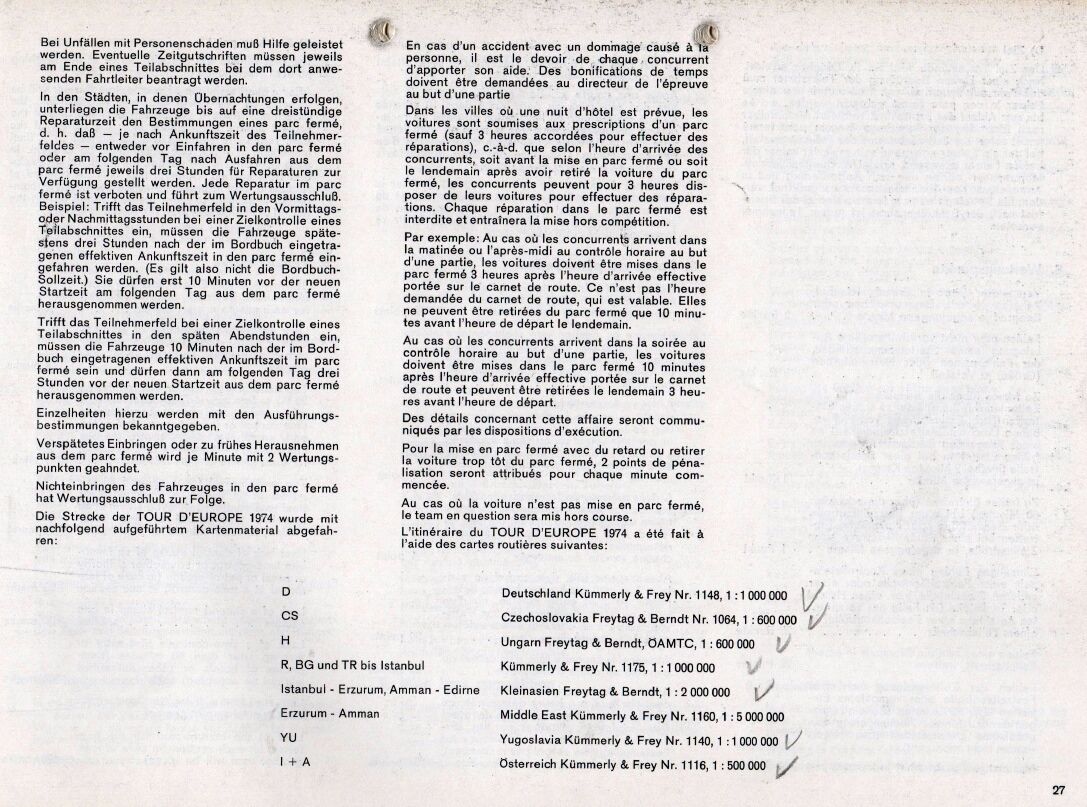 Bei Unfällen mit Personenschaden muß Hilfe geleistet
werden. Eventuelle Zeitgutschriften müssen jeweils
am Ende eines Teilabschnittes bei dem dort anwe-
senden Fahrtleiter beantragt werden.
In den Städten, in denen Übernachtungen erfolgen,
unterliegen die Fahrzeuge bis auf eine dreistündige
Reparaturzeit den Bestimmungen eines parc fermé,
d. h. daß — je nach Ankunftszeit des Teilnehmer-
feldes — entweder vor Einfahren in den parc fermé
oder am folgenden Tag nach Ausfahren aus dem
parc fermé jeweils drei Stunden für Reparaturen zur
Verfügung gestellt werden. Jede Reparatur im parc
fermé ist verboten und führt zum Wertungsausschluß.
Beispiel: Trifft das Teilnehmerfeld in den Vormittags-
oder Nachmittagsstunden bei einer Zielkontrolle eines
Teilabschnittes ein, müssen die Fahrzeuge späte-
stens drei Stunden nach der im Bordbuch eingetra-
genen effektiven Ankunftszeit in den parc fermé ein-
gefahren werden. (Es gilt also nicht die Bordbuch-
Sollzeit.) Sie dürfen erst 10 Minuten vor der neuen
Startzeit am folgenden Tag aus dem parc fermé
herausgenommen werden.
Trifft das Teilnehmerfeld bei einer Zielkontrolle eines
Teilabschnittes in den späten Abendstunden ein,
müssen die Fahrzeuge 10 Minuten nach der im Bord-
buch eingetragenen effektiven Ankunftszeit im parc
fermé sein und dürfen dann am folgenden Tag drei
Stunden vor der neuen Startzeit aus dem parc fermé
herausgenommen werden.
Einzelheiten hierzu werden mit den Ausführungs-
bestimmungen bekanntgegeben.
Verspätetes Einbringen oder zu frühes Herausnehmen
aus dem parc fermé wird je Minute mit 2 Wertungs-
punkten geahndet.
Nichteinbringen des Fahrzeuges in den parc fermé
hat Wertungsausschluß zur Folge.
Die Strecke der TOUR D'EUROPE 1974 wurde mit
nachfolgend aufgeführtem Kartenmaterial abgefah-
ren:
En cas d'un accident avec un dommage causé à la
personne, il est le devoir de chaque concurrent
d'apporter son aide. Des bonifications de temps
doivent être demandées au directeur de l'épreuve
au but d'une partie
Dans les villes où une nuit d'hôtel est prévue, les
voitures sont soumises aux prescriptions d'un parc
fermé (sauf 3 heures accordées pour effectuer des
réparations), c.-à-d. que selon l'heure d'arrivée des
concurrents, soit avant la mise en parc fermé ou soit
le lendemain après avoir retiré la voiture du parc
fermé, les concurrents peuvent pour 3 heures dis-
poser de leurs voitures pour effectuer des répara-
tions. Chaque réparation dans le parc fermé est
interdite et entraînera la mise hors compétition.
Par exemple: Au cas où les concurrents arrivent dans
la matinée ou l'après-midi au contrôle horaire au but
d'une partie, les voitures doivent être mises dans le
parc fermé 3 heures après l'heure d'arrivée effective
portée sur le carnet de route. Ce n'est pas l'heure
demandée du carnet de route, qui est valable. Elles
ne peuvent être retirées du parc fermé que 10 minu-
tes avant l'heure de départ le lendemain.
Au cas où les concurrents arrivent dans la soirée au
contrôle horaire au but d'une partie, les voitures
doivent être mises dans le parc fermé 10 minutes
après l'heure d'arrivée effective portée sur le carnet
de route et peuvent être retirées le lendemain 3 heu-
res avant l'heure de départ.
Des détails concernant cette affaire seront commu-
niqués par les dispositions d'exécution.
Pour la mise en parc fermé avec du retard ou retirer
la voiture trop tôt du parc fermé, 2 points de péna-
lisation seront attribués pour chaque minute com-
mencée.
Au cas où la voiture n'est pas mise en parc fermé,
le team en question sera mis hors course.
L'itinéraire du TOUR D'EUROPE 1974 a été fait à
l'aide des cartes routières suivantes:
D Deutschland Kümmerly & Frey Nr. 1148, 1 : 1 000 000
CS Czechoslovakia Freytag & Berndt Nr. 1064, 1 : 600 000
H Ungarn Freytag & Berndt, ÖAMTC, 1 : 600 000
R, BG und TR bis Istanbul Kümmerly & Frey Nr. 1175, 1 : 1 000 000
Istanbul - Erzurum, Amman - Edirne Kleinasien Freytag & Berndt, 1 : 2 000 000
Erzurum - Amman Middle East Kümmerly & Frey Nr. 1160, 1 : 5 000 000
YU Yugoslavia Kümmerly & Frey Nr. 1140, 1 : 1 000 000
I + A Österreich Kümmerly & Frey Nr. 1116, 1 : 500 000
27